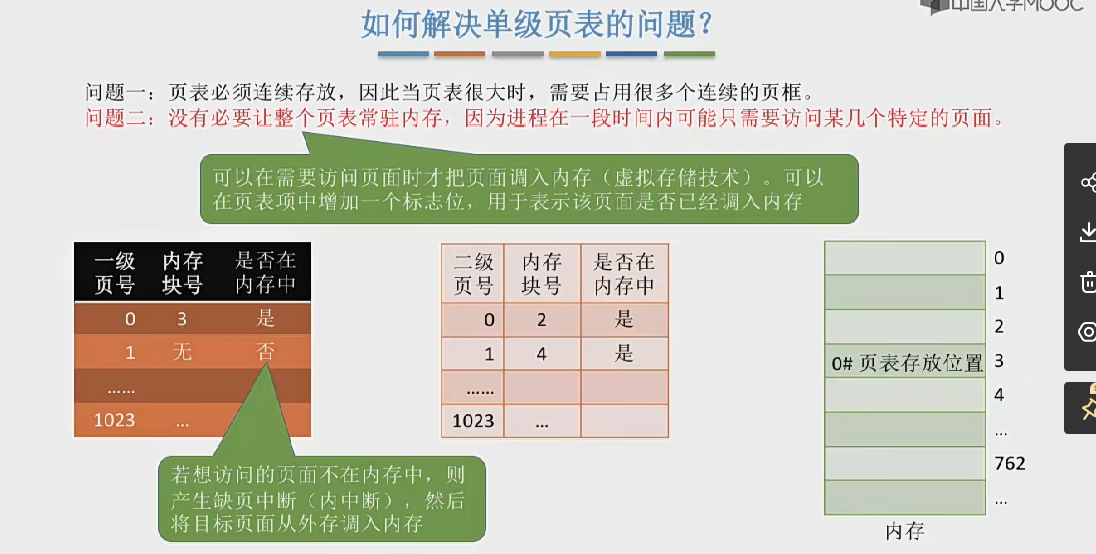 中国大学MOOC
如何解决单级页表的问题？
问题一：页表必须连续存放，因此当页表很大时，需要占用很多个连续的页框。
问题二：没有必要让整个页表常驻内存，因为进程在一段时间内可能只需要访问某几个特定的页面。
可以在需要访问页面时才把页面调入内存（虚拟存储技术）。可以
在页表项中增加一个标志位，用于表示该页面是否已经调入内存
一级 内存 是否在
页号 块号 内存中
0 3 是
1 无 否
......
1023 ...
若想访问的页面不在内存中，则
产生缺页中断（内中断），然后
将目标页面从外存调入内存
二级 内存 是否在
页号 块号 内存中
0 2 是
1 4 是
......
1023 ...
0
1
2
0# 页表存放位置 3
4
...
762
...
内存